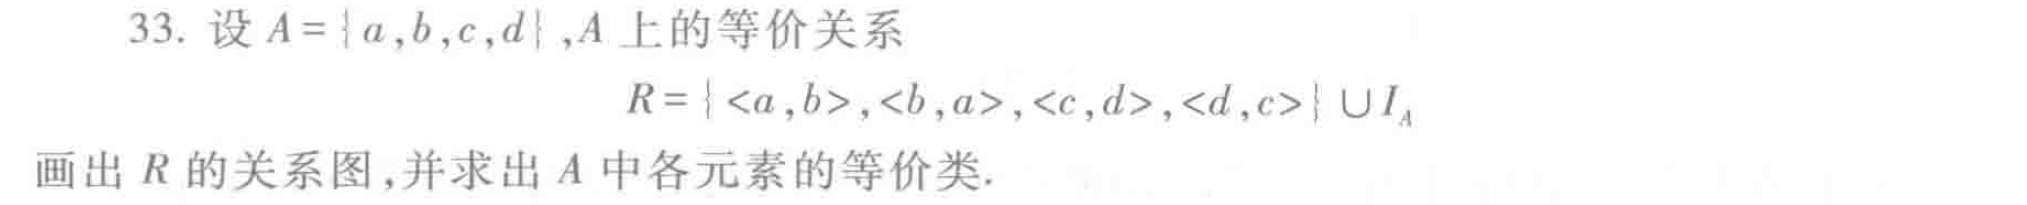 33. 设 A={a,b,c,d},A 上的等价关系
R={<a,b>,<b,a>,<c,d>,<d,c>}∪I_A
画出 R 的关系图,并求出 A 中各元素的等价类.